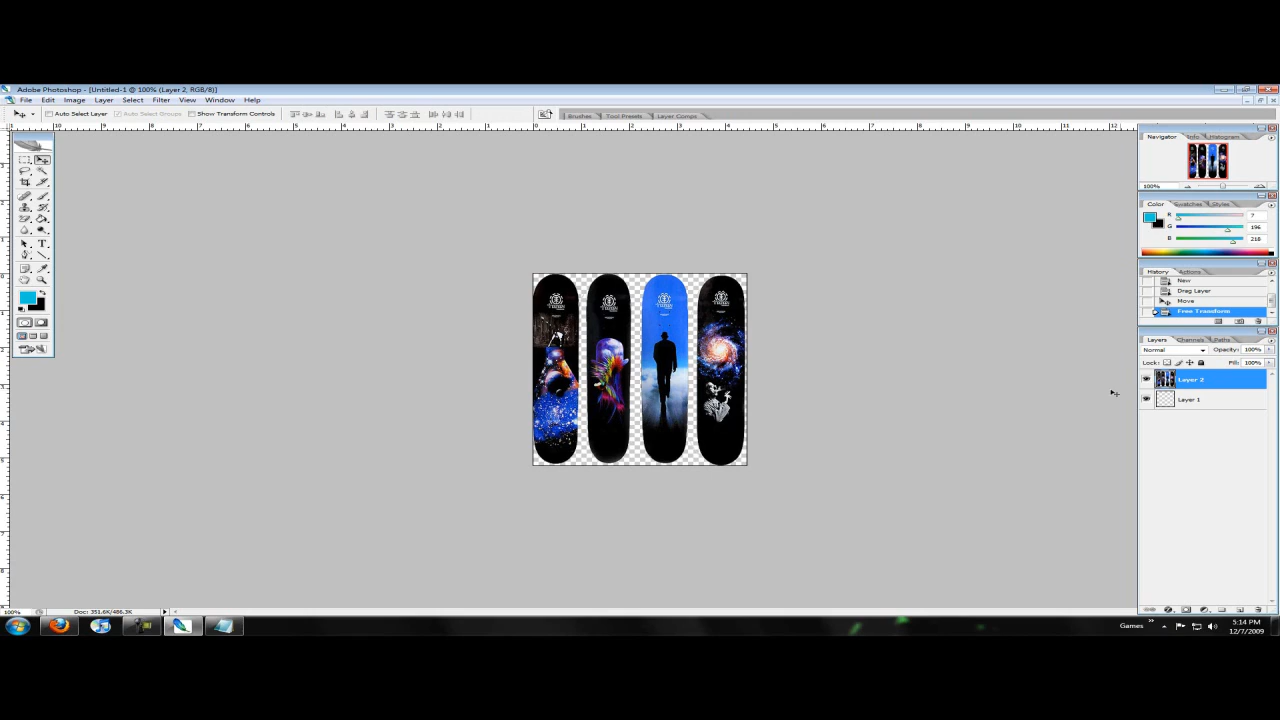 Adobe Photoshop - [Untitled-1 @ 100% (Layer 2, RGB/8)]
File Edit Image Layer Select Filter View Window Help
Auto Select Layer Auto Select Groups Show Transform Controls
Brushes Tool Presets Layer Comps
Navigator Info Histogram
100%
Color Swatches Styles
R 7
G 196
B 218
History Actions
New
Drag Layer
Move
Free Transform
Layers Channels Paths
Normal Opacity: 100%
Lock: Fill: 100%
Layer 2
Layer 1
100% Doc: 351.6K/486.3K
Games
5:14 PM
12/7/2009